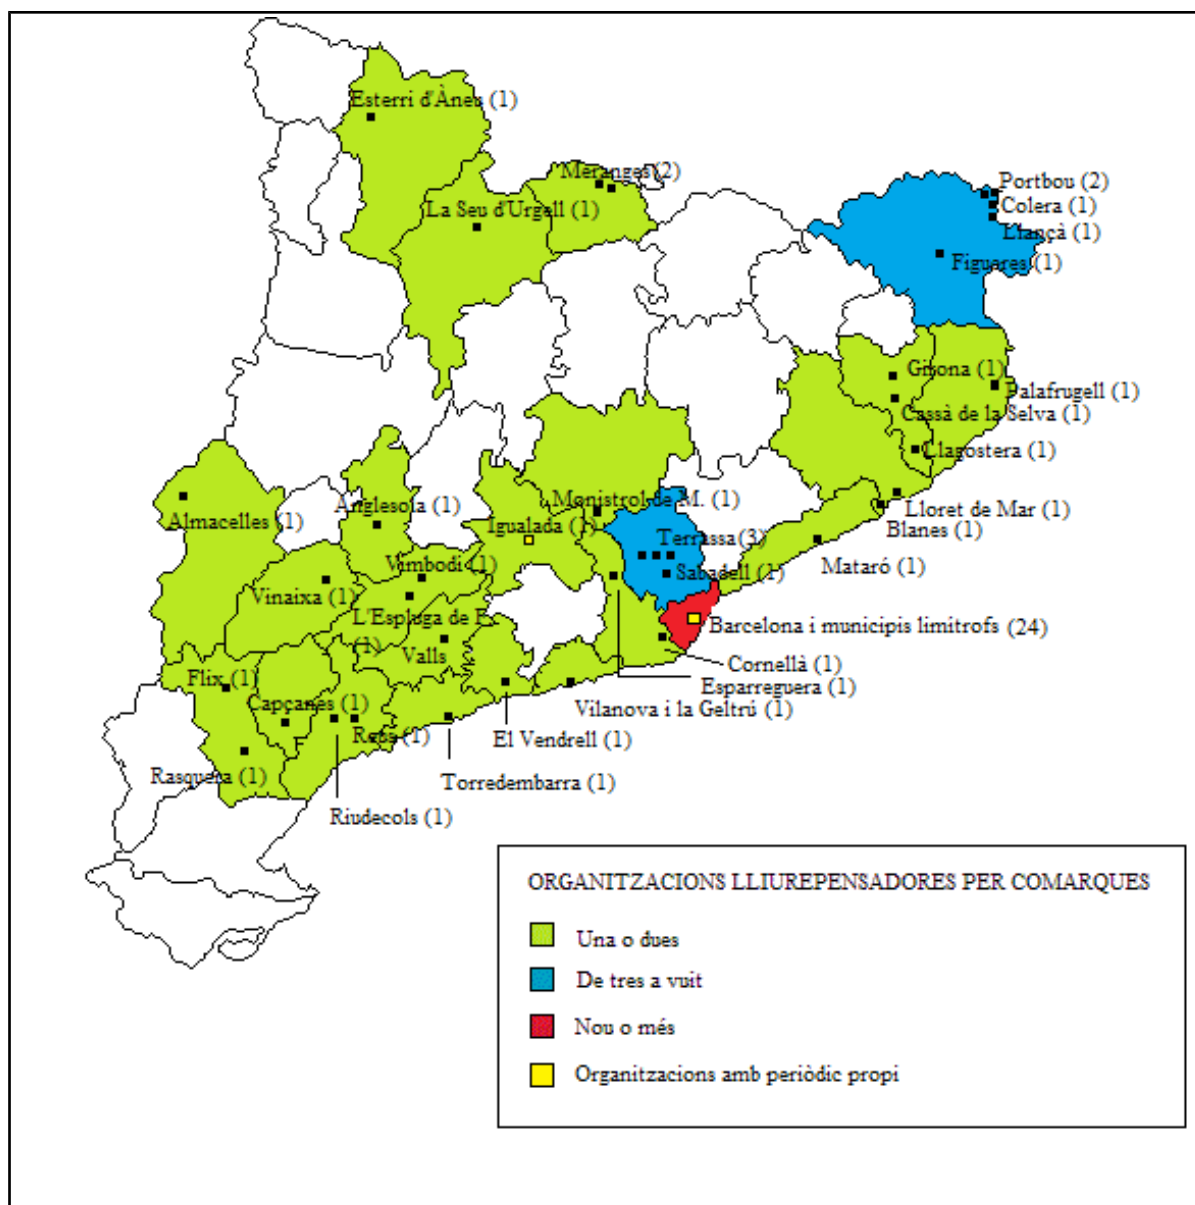 Esterri d'Àneu (1)
Meranges (2)
La Seu d'Urgell (1)
Portbou (2)
Colera (1)
Llançà (1)
Figueres (1)
Girona (1)
Palafrugell (1)
Cassà de la Selva (1)
Llagostera (1)
Lloret de Mar (1)
Blanes (1)
Mataró (1)
Almacelles (1)
Anglesola (1)
Igualada (1)
Monistrol de M. (1)
Terrassa (3)
Sabadell (1)
Vimbodí (1)
Vinaixa (1)
L'Espluga de F.
(1)
Valls
Barcelona i municipis limítrofs (24)
Cornellà (1)
Esparreguera (1)
Vilanova i la Geltrú (1)
El Vendrell (1)
Torredembarra (1)
Flix (1)
Capçanes (1)
F
Reus (1)
Rasquera (1)
Riudecols (1)
ORGANITZACIONS LLIUREPENSADORES PER COMARQUES
Una o dues
De tres a vuit
Nou o més
Organitzacions amb periòdic propi